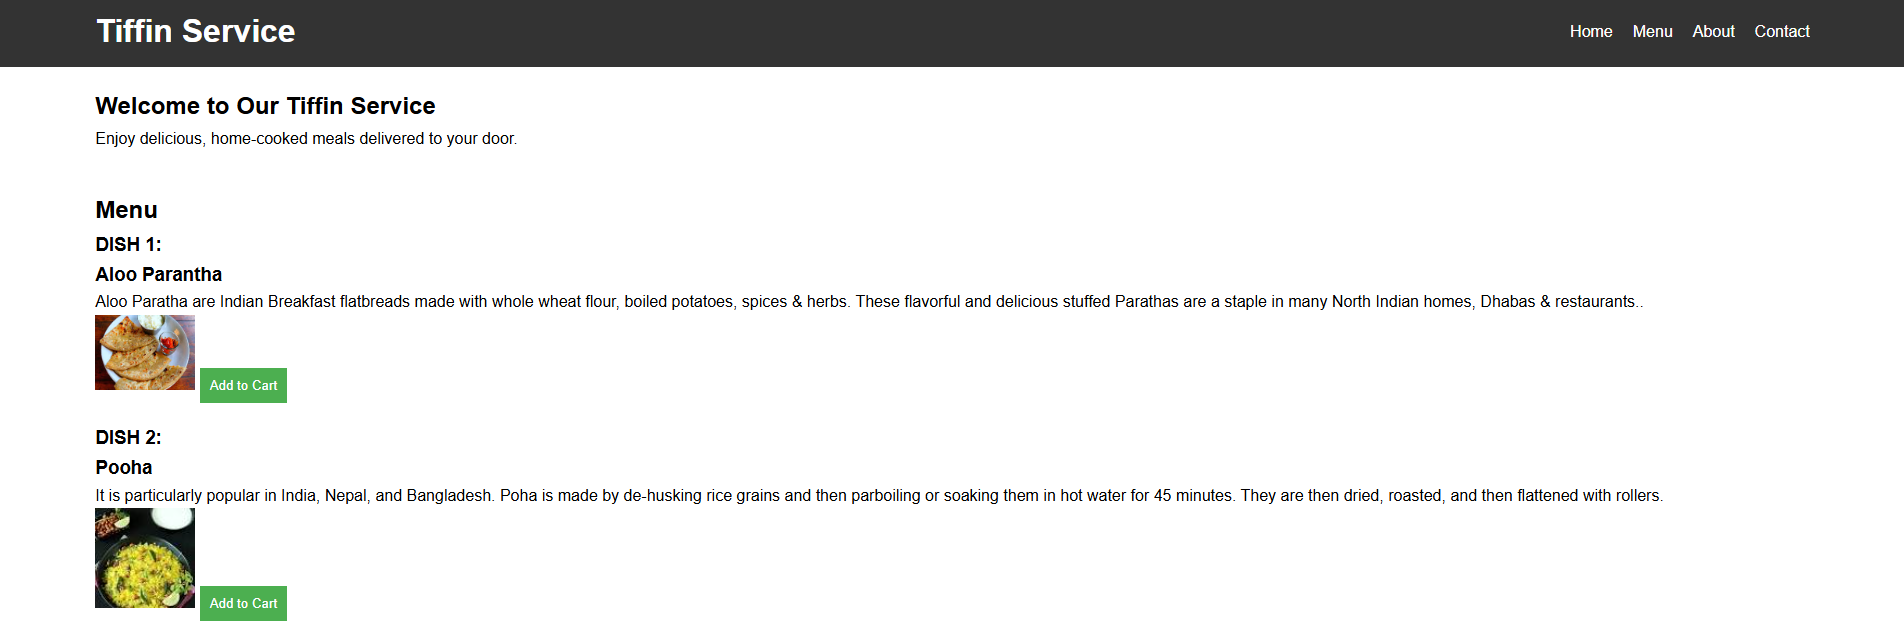 Tiffin Service
Home Menu About Contact
Welcome to Our Tiffin Service
Enjoy delicious, home-cooked meals delivered to your door.
Menu
DISH 1:
Aloo Parantha
Aloo Paratha are Indian Breakfast flatbreads made with whole wheat flour, boiled potatoes, spices & herbs. These flavorful and delicious stuffed Parathas are a staple in many North Indian homes, Dhabas & restaurants..
Add to Cart
DISH 2:
Pooha
It is particularly popular in India, Nepal, and Bangladesh. Poha is made by de-husking rice grains and then parboiling or soaking them in hot water for 45 minutes. They are then dried, roasted, and then flattened with rollers.
Add to Cart